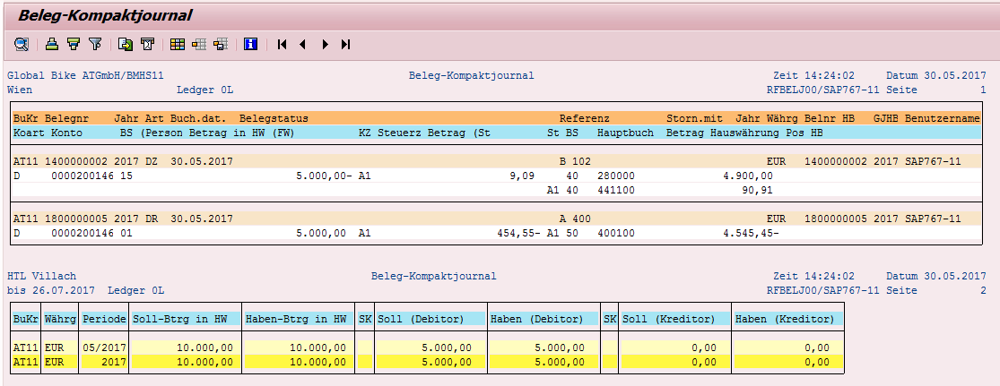 Beleg-Kompaktjournal
Global Bike ATGmbH/BMHS11 Beleg-Kompaktjournal Zeit 14:24:02 Datum 30.05.2017
Wien Ledger 0L RFBELJ00/SAP767-11 Seite 1
BuKr Belegnr Jahr Art Buch.dat. Belegstatus Referenz Storn.mit Jahr Währg Belnr HB GJHB Benutzername
Koart Konto BS (Person Betrag in HW (FW) KZ Steuerz Betrag (St St BS Hauptbuch Betrag Hauswährung Pos HB
AT11 1400000002 2017 DZ 30.05.2017 B 102 EUR 1400000002 2017 SAP767-11
D 0000200146 15 5.000,00- A1 9,09 40 280000 4.900,00
A1 40 441100 90,91
AT11 1800000005 2017 DR 30.05.2017 A 400 EUR 1800000005 2017 SAP767-11
D 0000200146 01 5.000,00 A1 454,55- A1 50 400100 4.545,45-
HTL Villach Beleg-Kompaktjournal Zeit 14:24:02 Datum 30.05.2017
bis 26.07.2017 Ledger 0L RFBELJ00/SAP767-11 Seite 2
BuKr Währg Periode Soll-Btrg in HW Haben-Btrg in HW SK Soll (Debitor) Haben (Debitor) SK Soll (Kreditor) Haben (Kreditor)
AT11 EUR 05/2017 10.000,00 10.000,00 5.000,00 5.000,00 0,00 0,00
AT11 EUR 2017 10.000,00 10.000,00 5.000,00 5.000,00 0,00 0,00